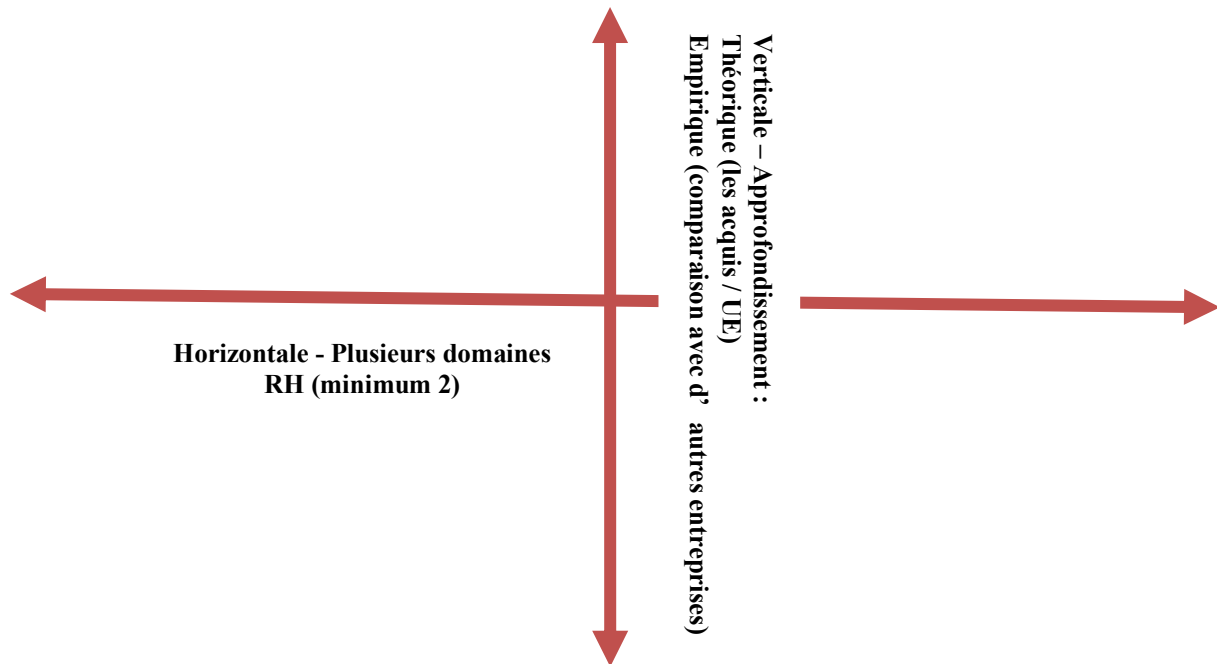 Verticale – Approfondissement :
Théorique (les acquis / UE)
Empirique (comparaison avec d’ autres entreprises)
Horizontale - Plusieurs domaines
RH (minimum 2)